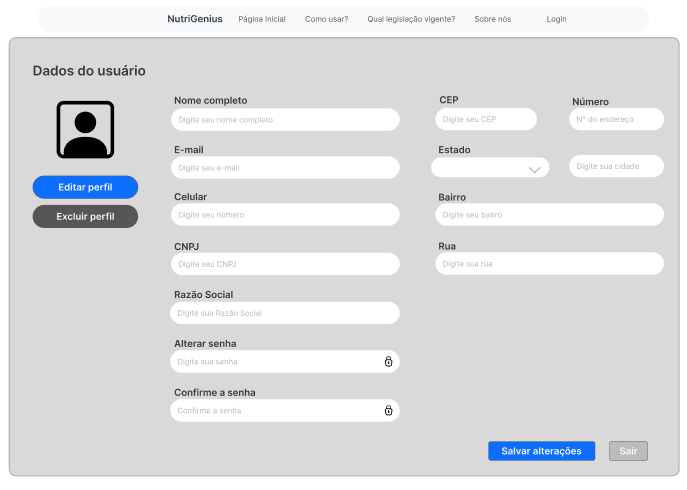 NutriGenius Página Inicial Como usar? Qual legislação vigente? Sobre nós Login
Dados do usuário
Editar perfil
Excluir perfil
Nome completo
Digite seu nome completo
E-mail
Digite seu e-mail
Celular
Digite seu número
CNPJ
Digite seu CNPJ
Razão Social
Digite sua Razão Social
Alterar senha
Digite sua senha
Confirme a senha
Confirme a senha
CEP
Digite seu CEP
Número
N° do endereço
Estado
Digite sua cidade
Bairro
Digite seu bairro
Rua
Digite sua rua
Salvar alterações
Sair